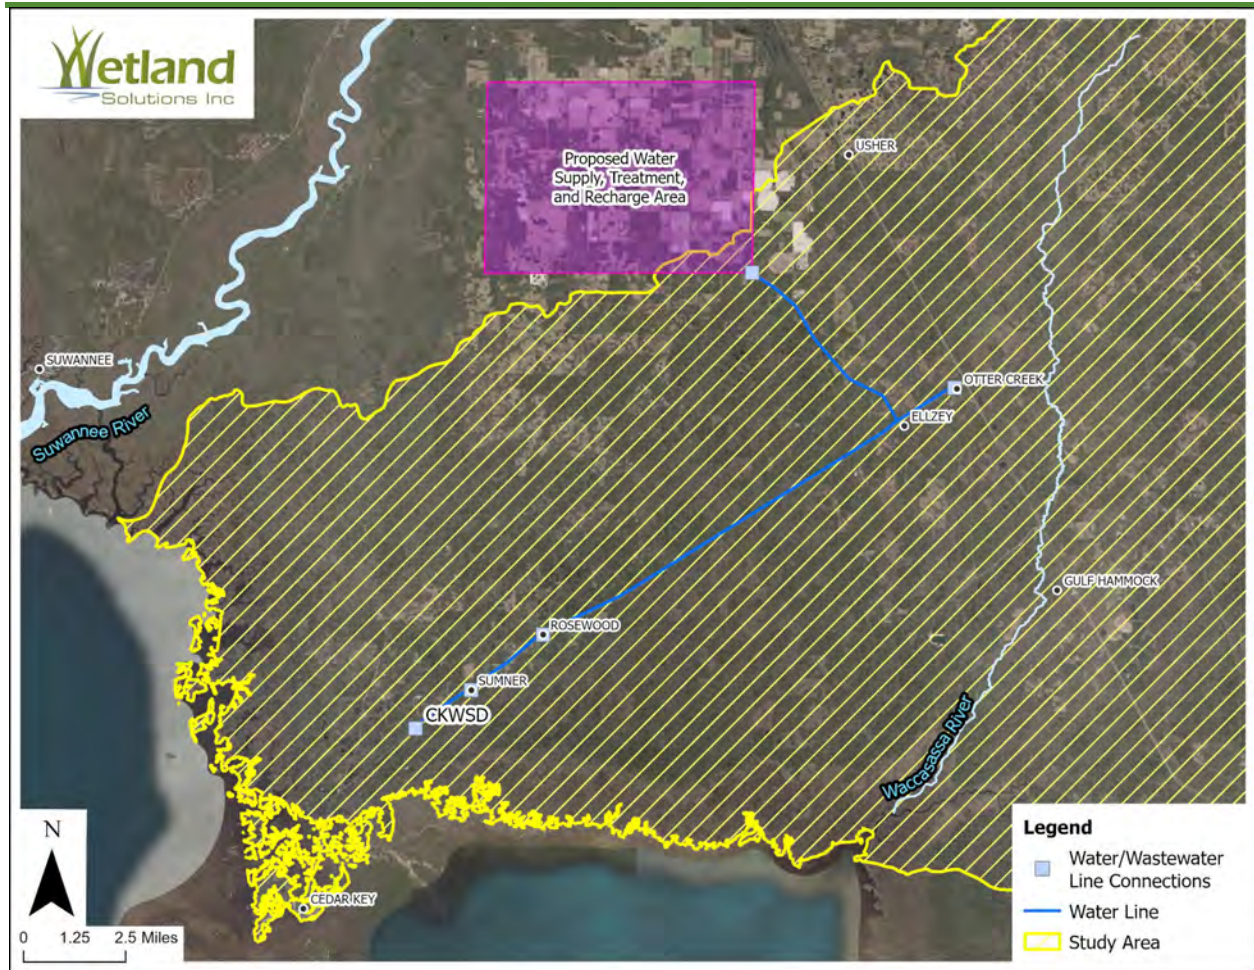 Wetland
Solutions Inc
Proposed Water
Supply, Treatment,
and Recharge Area
USHER
SUWANNEE
Suwannee River
OTTER CREEK
ELLZEY
GULF HAMMOCK
ROSEWOOD
SUMNER
CKWSD
Waccasassa River
CEDAR KEY
N
0 1.25 2.5 Miles
Legend
Water/Wastewater
Line Connections
Water Line
Study Area